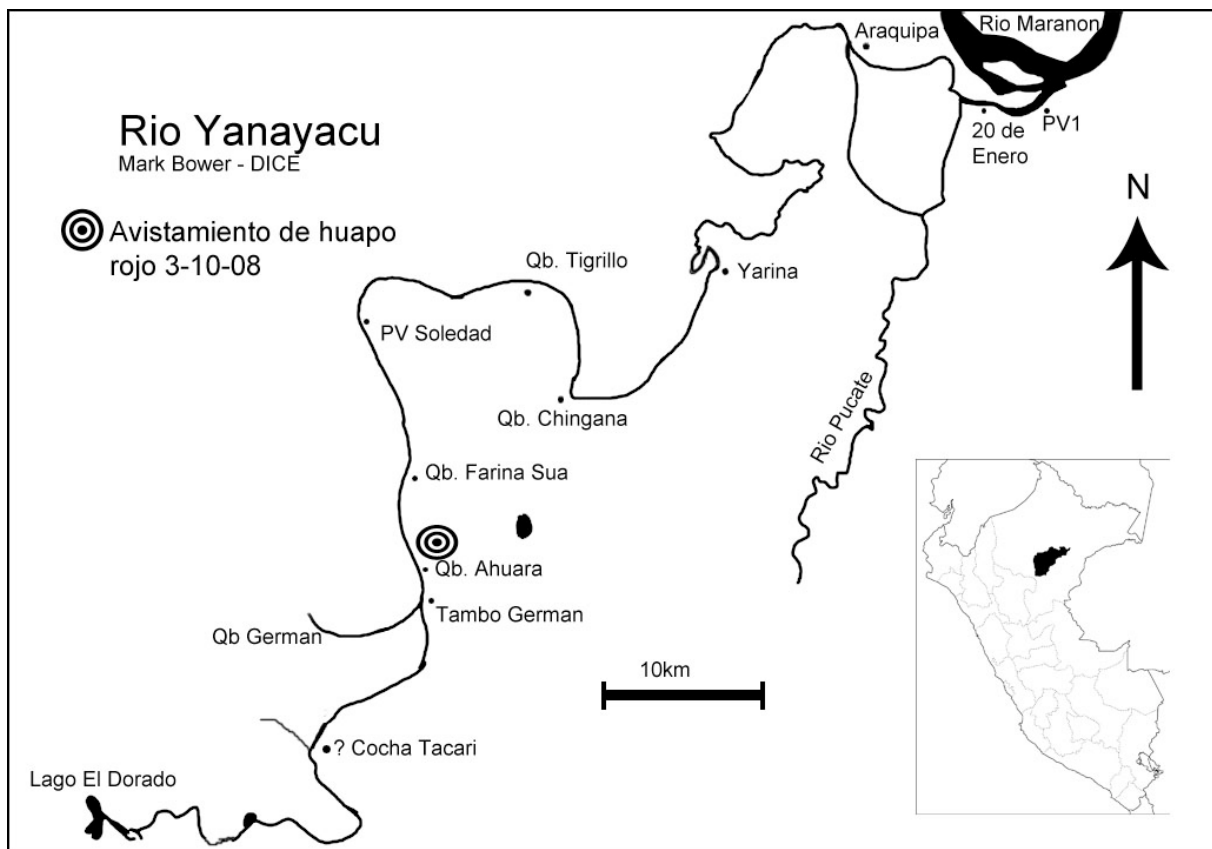 Rio Maranon
Araquipa
20 de
Enero
PV1
Rio Yanayacu
Mark Bower - DICE
N
Avistamiento de huapo
rojo 3-10-08
Qb. Tigrillo
Yarina
PV Soledad
Rio Pucate
Qb. Chingana
Qb. Farina Sua
Qb. Ahuara
Tambo German
Qb German
10km
? Cocha Tacari
Lago El Dorado